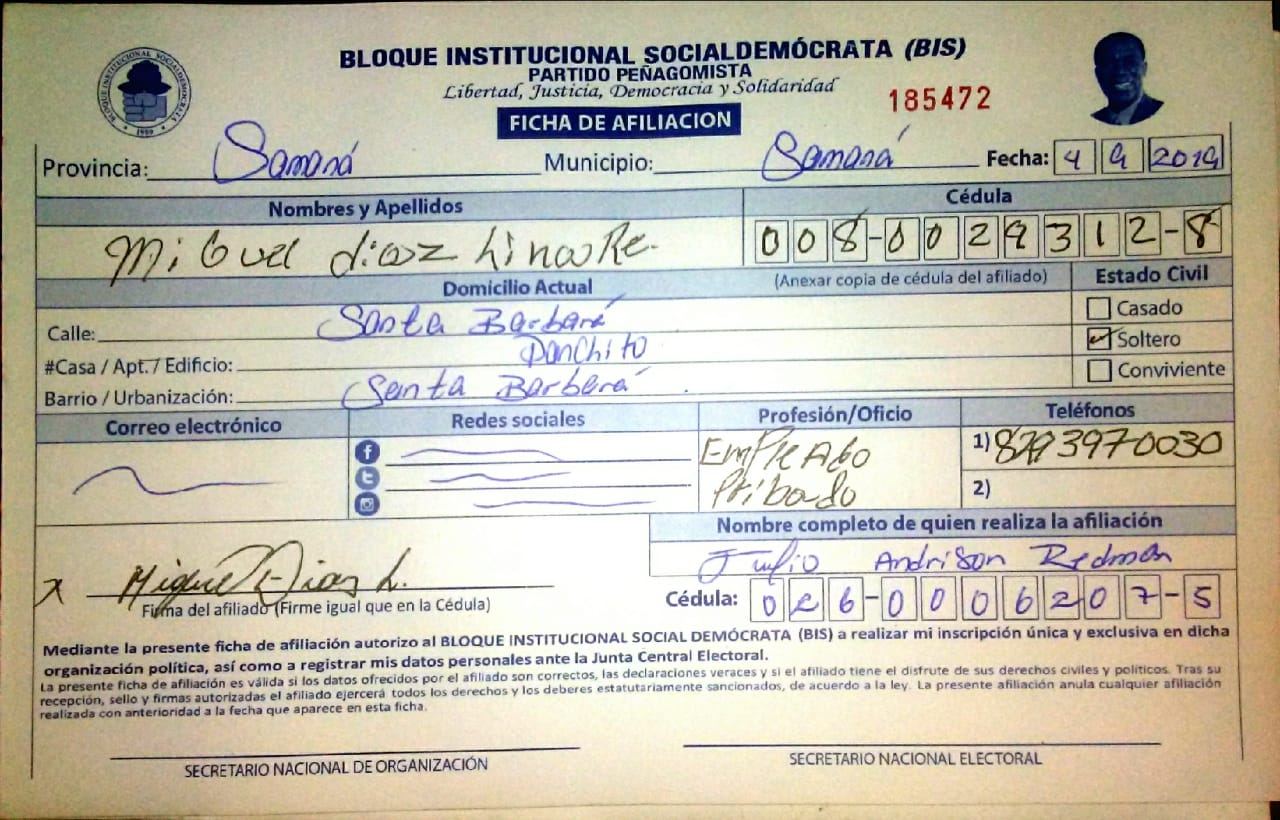 BLOQUE INSTITUCIONAL SOCIALDEMÓCRATA (BIS)
PARTIDO PEÑAGOMISTA
Libertad, Justicia, Democracia y Solidaridad
185472
FICHA DE AFILIACION
BLOQUE INSTITUCIONAL SOCIALDEMÓCRATA
1989
Provincia: Samaná Municipio: Samaná Fecha: 4 9 2019
Nombres y Apellidos Cédula
Miguel diaz LinaRe. 008-0029312-8
Domicilio Actual (Anexar copia de cédula del afiliado) Estado Civil
Calle: Santa Barbará Casado
#Casa / Apt. / Edificio: Panchito Soltero
Barrio / Urbanización: Santa Barbará Conviviente
Correo electrónico Redes sociales Profesión/Oficio Teléfonos
EmpleAdo 1) 8293970030
Pribado 2)
Nombre completo de quien realiza la afiliación
Julio Andrison Redman
X Miguel Diaz L.
Firma del afiliado (Firme igual que en la Cédula) Cédula: 026-0006207-5
Mediante la presente ficha de afiliación autorizo al BLOQUE INSTITUCIONAL SOCIAL DEMÓCRATA (BIS) a realizar mi inscripción única y exclusiva en dicha
organización política, así como a registrar mis datos personales ante la Junta Central Electoral.
La presente ficha de afiliación es válida si los datos ofrecidos por el afiliado son correctos, las declaraciones veraces y si el afiliado tiene el disfrute de sus derechos civiles y políticos. Tras su
recepción, sello y firmas autorizadas el afiliado ejercerá todos los derechos y los deberes estatutariamente sancionados, de acuerdo a la ley. La presente afiliación anula cualquier afiliación
realizada con anterioridad a la fecha que aparece en esta ficha.
SECRETARIO NACIONAL DE ORGANIZACIÓN SECRETARIO NACIONAL ELECTORAL